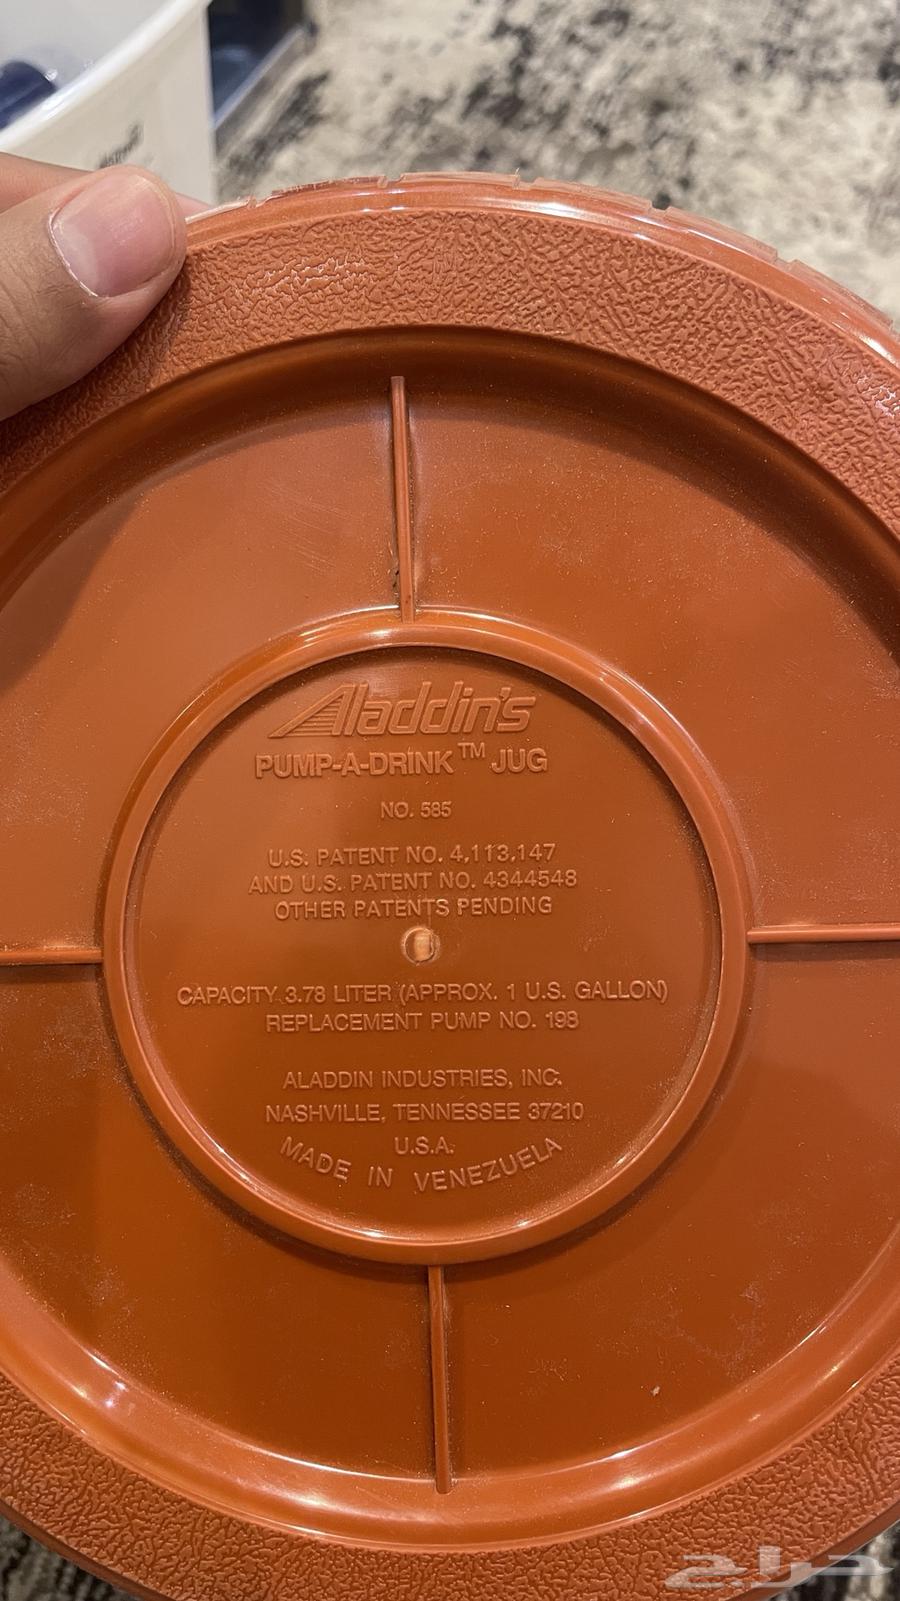 Aladdin's
PUMP-A-DRINK™ JUG
NO. 585
U.S. PATENT NO. 4,113,147
AND U.S. PATENT NO. 4344548
OTHER PATENTS PENDING
CAPACITY 3.78 LITER (APPROX. 1 U.S. GALLON)
REPLACEMENT PUMP NO. 198
ALADDIN INDUSTRIES, INC.
NASHVILLE, TENNESSEE 37210
U.S.A.
MADE IN VENEZUELA
حراج